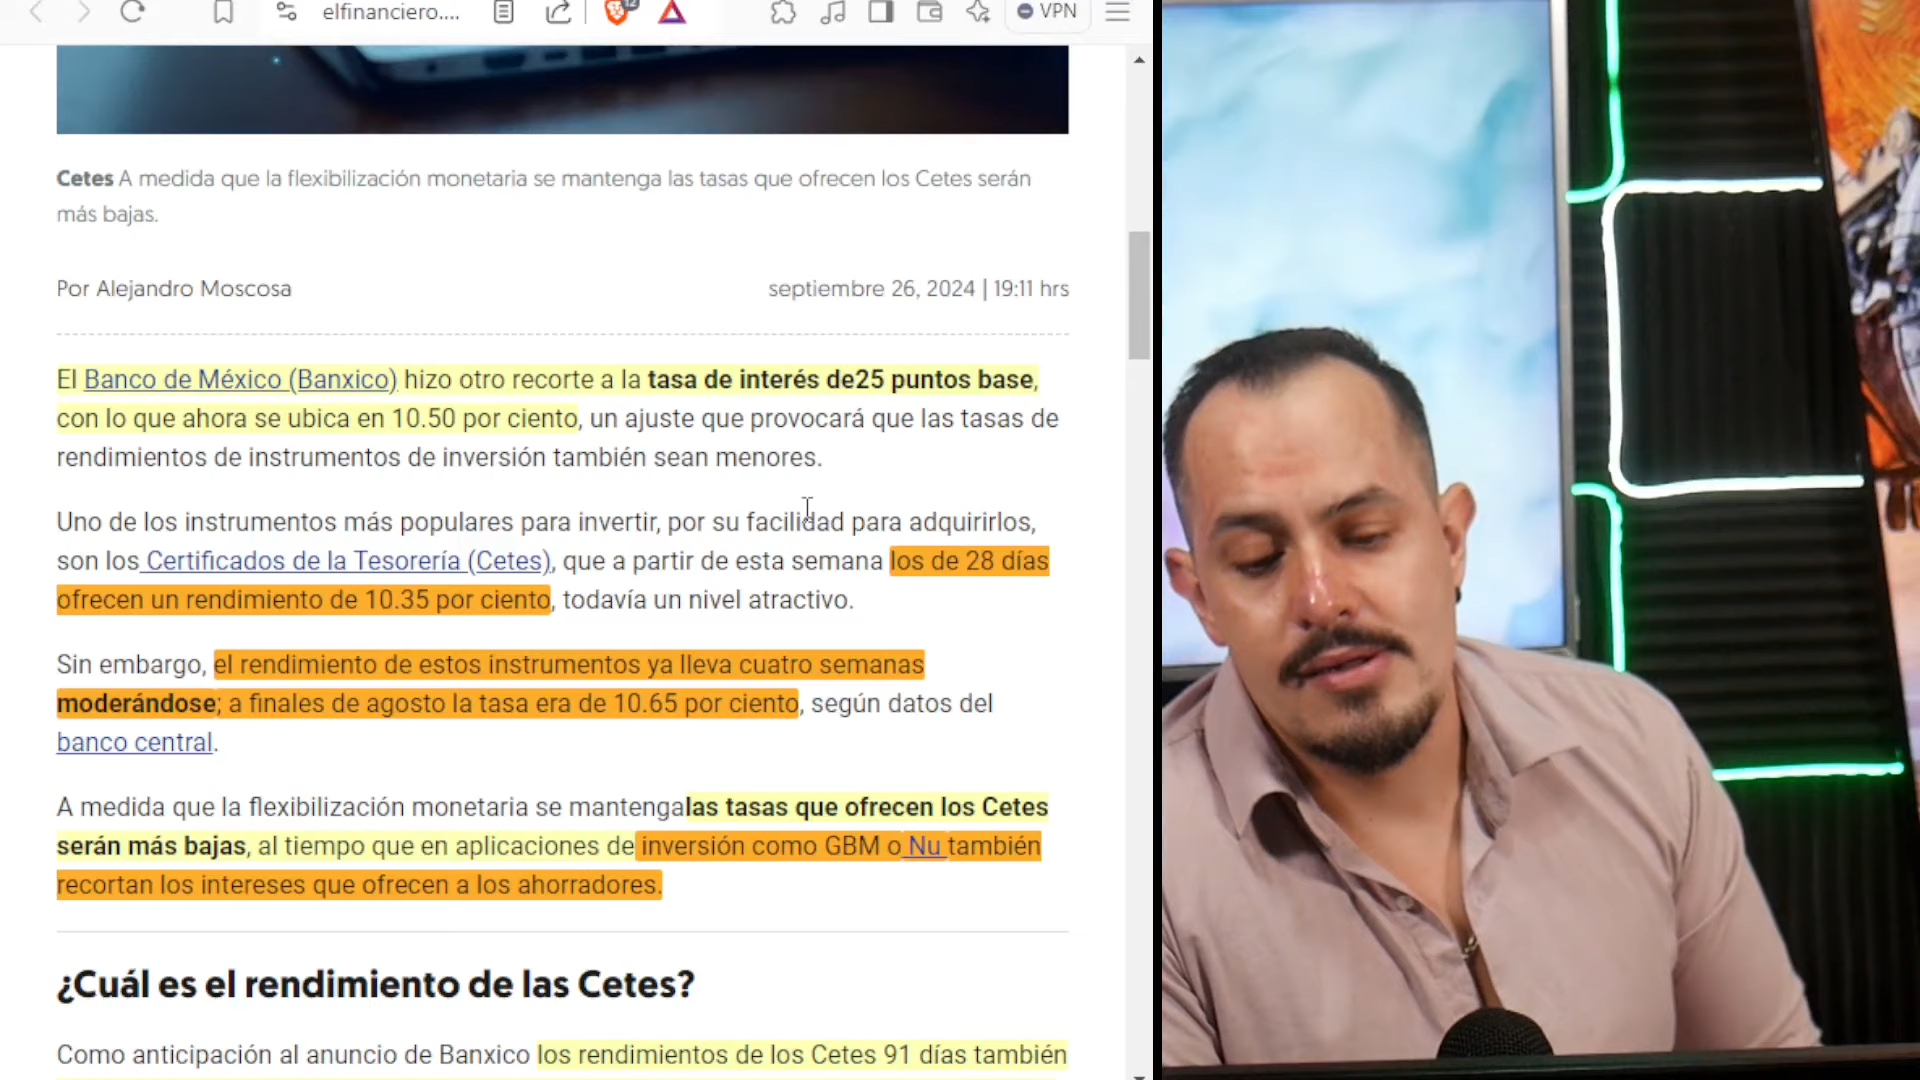 elfinanciero....
12
VPN
Cetes A medida que la flexibilización monetaria se mantenga las tasas que ofrecen los Cetes serán
más bajas.
Por Alejandro Moscosa
septiembre 26, 2024 | 19:11 hrs
El Banco de México (Banxico) hizo otro recorte a la tasa de interés de25 puntos base,
con lo que ahora se ubica en 10.50 por ciento, un ajuste que provocará que las tasas de
rendimientos de instrumentos de inversión también sean menores.
Uno de los instrumentos más populares para invertir, por su facilidad para adquirirlos,
son los Certificados de la Tesorería (Cetes), que a partir de esta semana los de 28 días
ofrecen un rendimiento de 10.35 por ciento, todavía un nivel atractivo.
Sin embargo, el rendimiento de estos instrumentos ya lleva cuatro semanas
moderándose; a finales de agosto la tasa era de 10.65 por ciento, según datos del
banco central.
A medida que la flexibilización monetaria se mantengalas tasas que ofrecen los Cetes
serán más bajas, al tiempo que en aplicaciones de inversión como GBM o Nu también
recortan los intereses que ofrecen a los ahorradores.
¿Cuál es el rendimiento de las Cetes?
Como anticipación al anuncio de Banxico los rendimientos de los Cetes 91 días también